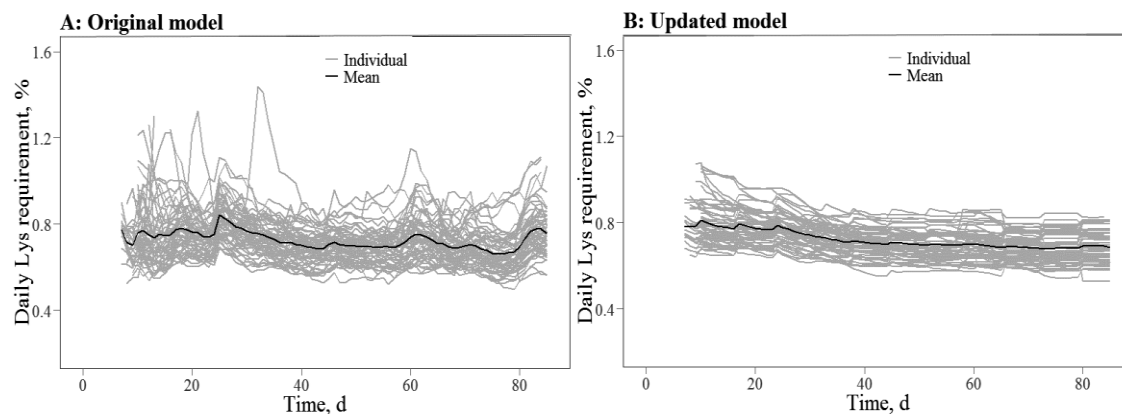 A: Original model
Individual
Mean
1.6
1.2
0.8
0.4
Daily Lys requirement, %
0
20
40
60
80
Time, d
B: Updated model
Individual
Mean
1.6
1.2
0.8
0.4
Daily Lys requirement, %
0
20
40
60
80
Time, d